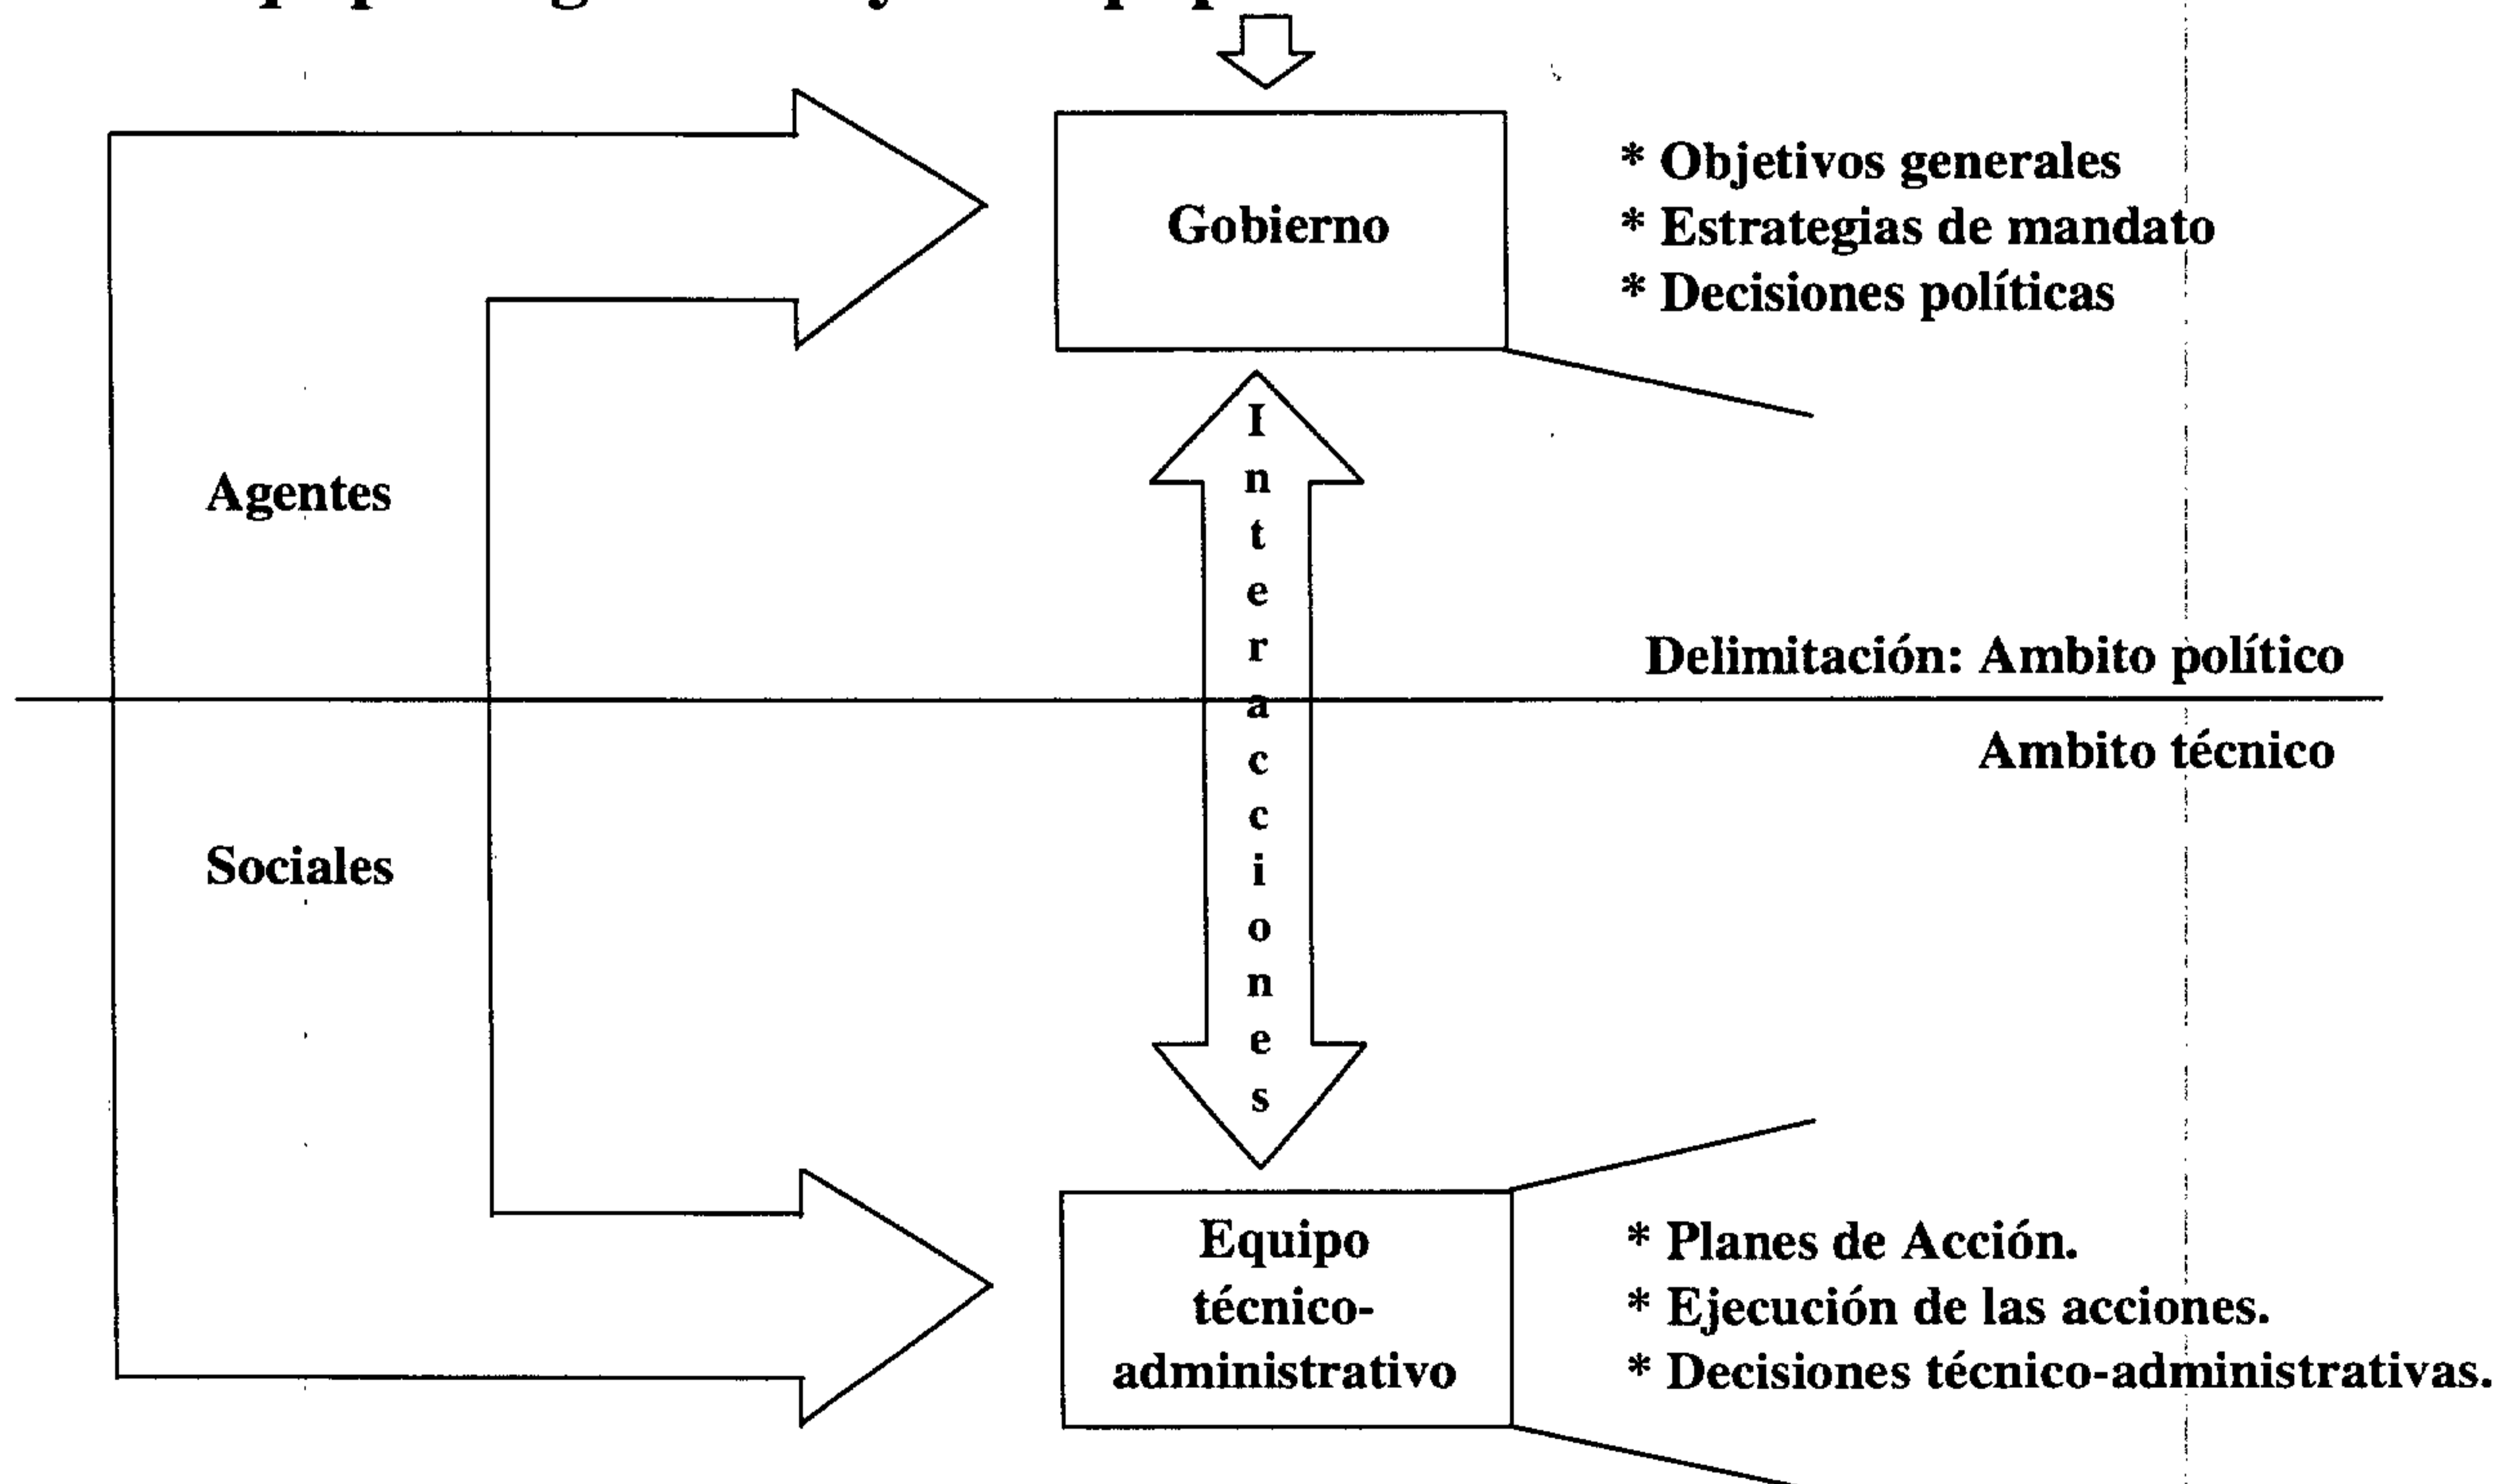 Gobierno
* Objetivos generales
* Estrategias de mandato
* Decisiones políticas
Agentes
Interacciones
Delimitación: Ambito político
Ambito técnico
Sociales
Equipo
técnico-
administrativo
* Planes de Acción.
* Ejecución de las acciones.
* Decisiones técnico-administrativas.